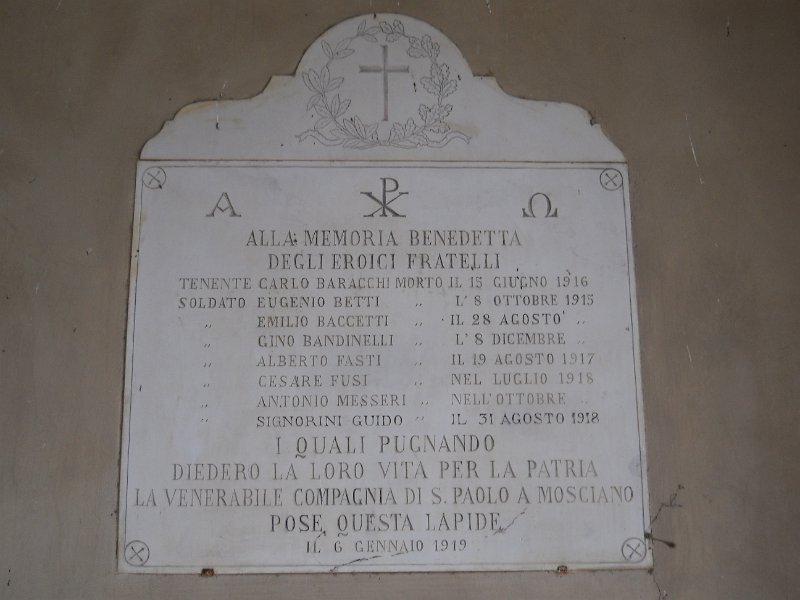 Α ☧ Ω
ALLA MEMORIA BENEDETTA
DEGLI EROICI FRATELLI
TENENTE CARLO BARACCHI MORTO IL 15 GIUGNO 1916
SOLDATO EUGENIO BETTI „ L'8 OTTOBRE 1915
„ EMILIO BACCETTI „ IL 28 AGOSTO „
„ GINO BANDINELLI „ L'8 DICEMBRE „
„ ALBERTO FASTI „ IL 19 AGOSTO 1917
„ CESARE FUSI „ NEL LUGLIO 1918
„ ANTONIO MESSERI „ NELL'OTTOBRE „
„ SIGNORINI GUIDO „ IL 31 AGOSTO 1918
I QUALI PUGNANDO
DIEDERO LA LORO VITA PER LA PATRIA
LA VENERABILE COMPAGNIA DI S. PAOLO A MOSCIANO
POSE QUESTA LAPIDE
IL 6 GENNAIO 1919